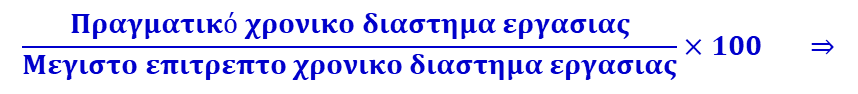 Πραγματικό χρονικο διαστημα εργασιας
Μεγιστο επιτρεπτο χρονικο διαστημα εργασιας × 100 ⇒